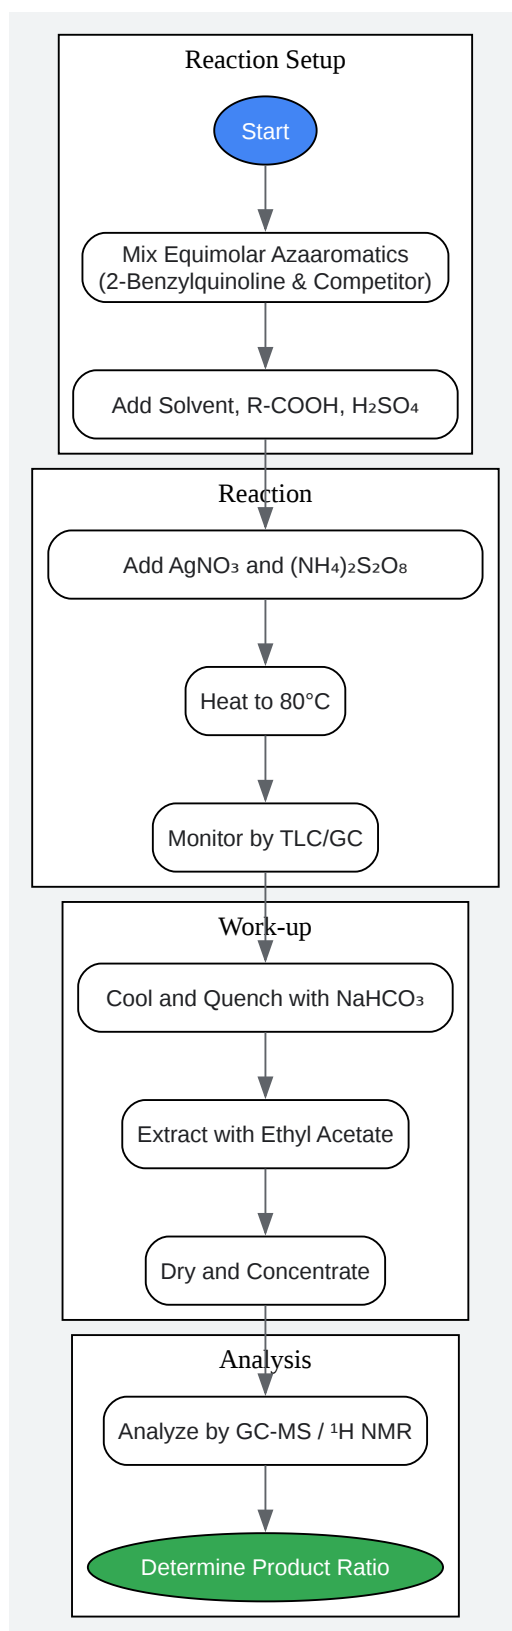 Reaction Setup
Start
Mix Equimolar Azaaromatics
(2-Benzylquinoline & Competitor)
Add Solvent, R-COOH, H₂SO₄
Reaction
Add AgNO₃ and (NH₄)₂S₂O₈
Heat to 80°C
Monitor by TLC/GC
Work-up
Cool and Quench with NaHCO₃
Extract with Ethyl Acetate
Dry and Concentrate
Analysis
Analyze by GC-MS / ¹H NMR
Determine Product Ratio